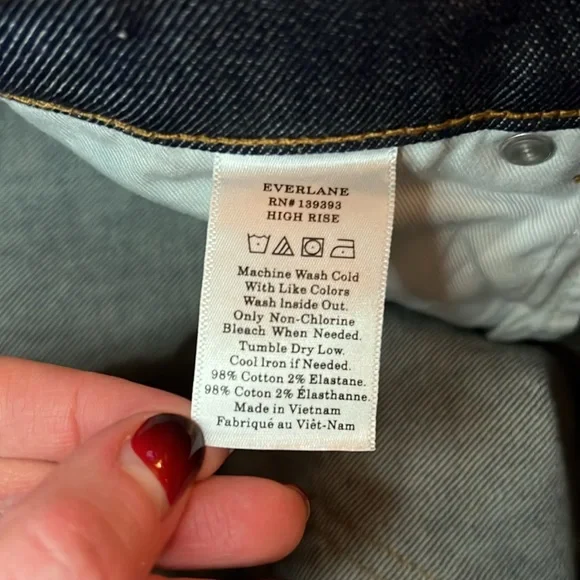 EVERLANE
RN# 139393
HIGH RISE
Machine Wash Cold
With Like Colors
Wash Inside Out.
Only Non-Chlorine
Bleach When Needed.
Tumble Dry Low.
Cool Iron if Needed.
98% Cotton 2% Elastane.
98% Coton 2% Élasthanne.
Made in Vietnam
Fabriqué au Viêt-Nam